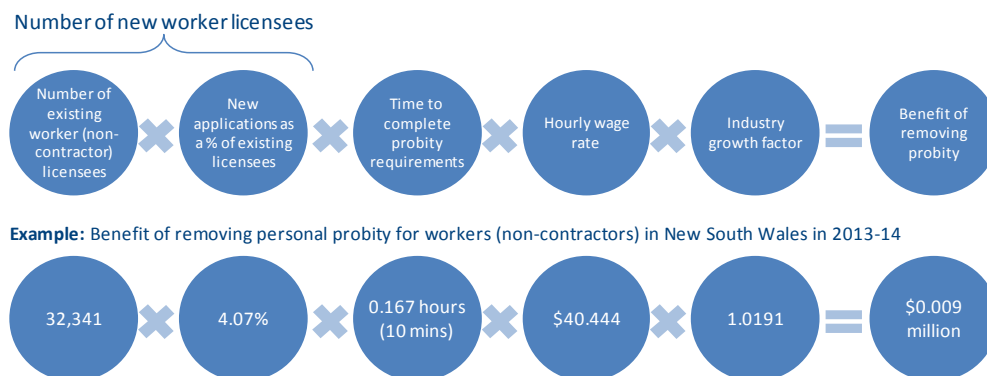 Number of new worker licensees
Number of
existing
worker (non-
contractor)
licensees
New
applications as
a % of existing
licensees
Time to
complete
probity
requirements
Hourly wage
rate
Industry
growth factor
Benefit of
removing
probity
Example: Benefit of removing personal probity for workers (non-contractors) in New South Wales in 2013-14
32,341
4.07%
0.167 hours
(10 mins)
$40.444
1.0191
$0.009
million